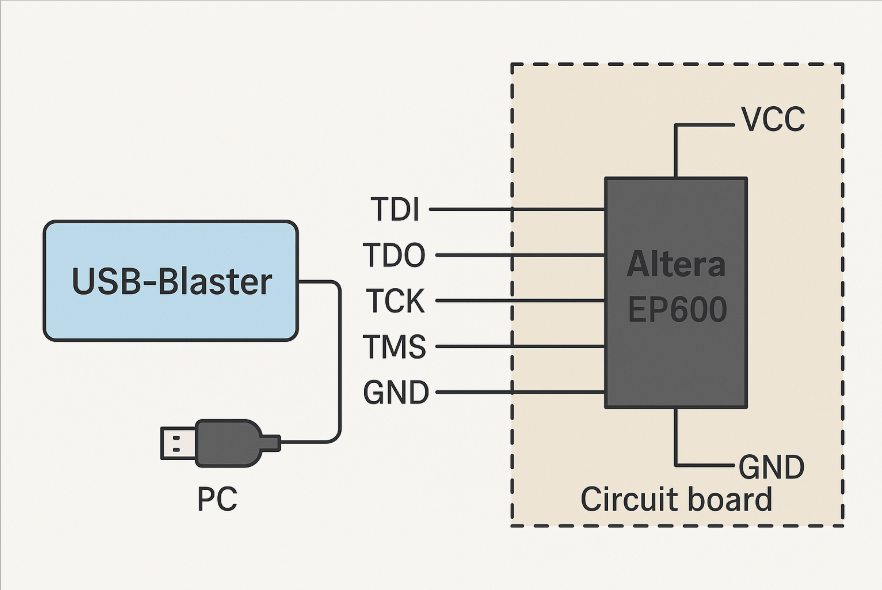 VCC
TDI
TDO
TCK
TMS
GND
USB-Blaster
Altera
EP600
GND
PC
Circuit board